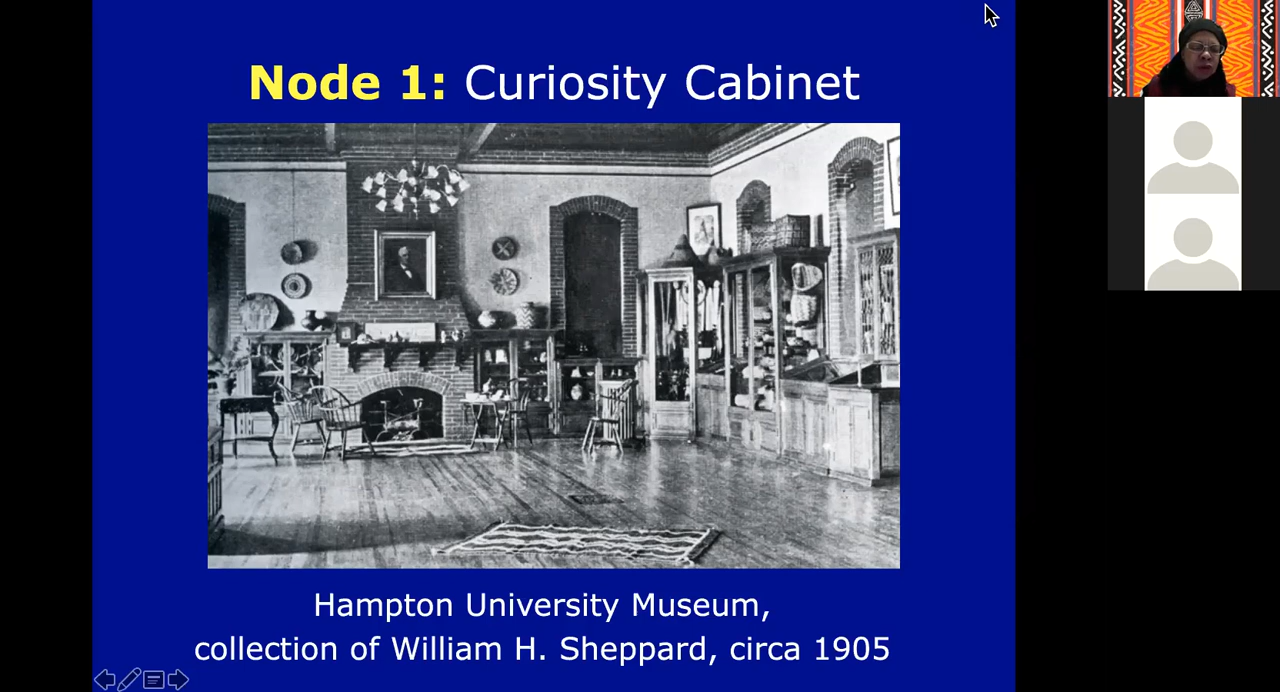 Node 1: Curiosity Cabinet
Hampton University Museum,
collection of William H. Sheppard, circa 1905